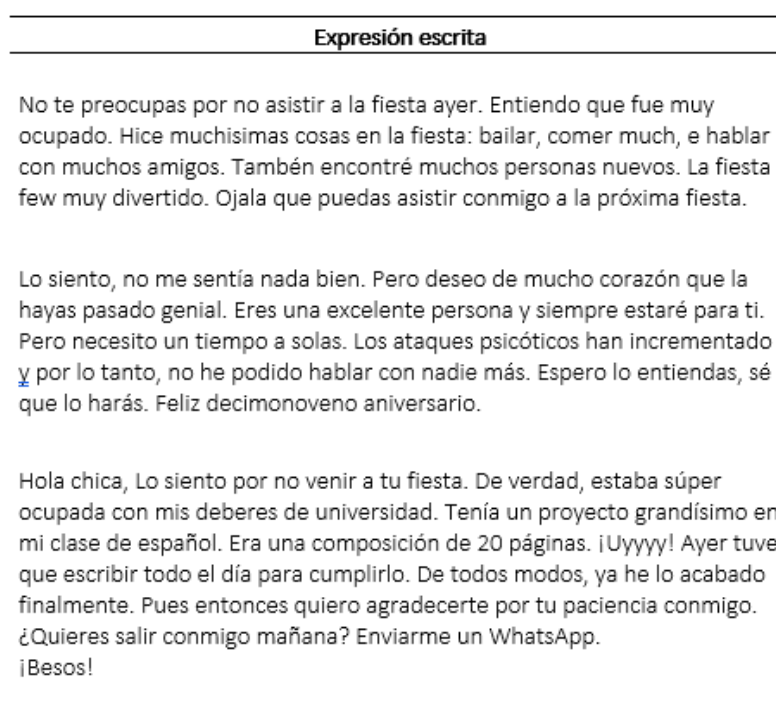 Expresión escrita
No te preocupas por no asistir a la fiesta ayer. Entiendo que fue muy
ocupado. Hice muchisimas cosas en la fiesta: bailar, comer much, e hablar
con muchos amigos. Tambén encontré muchos personas nuevos. La fiesta
few muy divertido. Ojala que puedas asistir conmigo a la próxima fiesta.
Lo siento, no me sentía nada bien. Pero deseo de mucho corazón que la
hayas pasado genial. Eres una excelente persona y siempre estaré para ti.
Pero necesito un tiempo a solas. Los ataques psicóticos han incrementado
y por lo tanto, no he podido hablar con nadie más. Espero lo entiendas, sé
que lo harás. Feliz decimonoveno aniversario.
Hola chica, Lo siento por no venir a tu fiesta. De verdad, estaba súper
ocupada con mis deberes de universidad. Tenía un proyecto grandísimo en
mi clase de español. Era una composición de 20 páginas. ¡Uyyyy! Ayer tuve
que escribir todo el día para cumplirlo. De todos modos, ya he lo acabado
finalmente. Pues entonces quiero agradecerte por tu paciencia conmigo.
¿Quieres salir conmigo mañana? Enviarme un WhatsApp.
¡Besos!